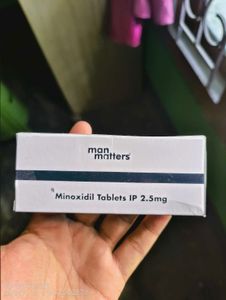 man
matters
Minoxidil Tablets IP 2.5mg